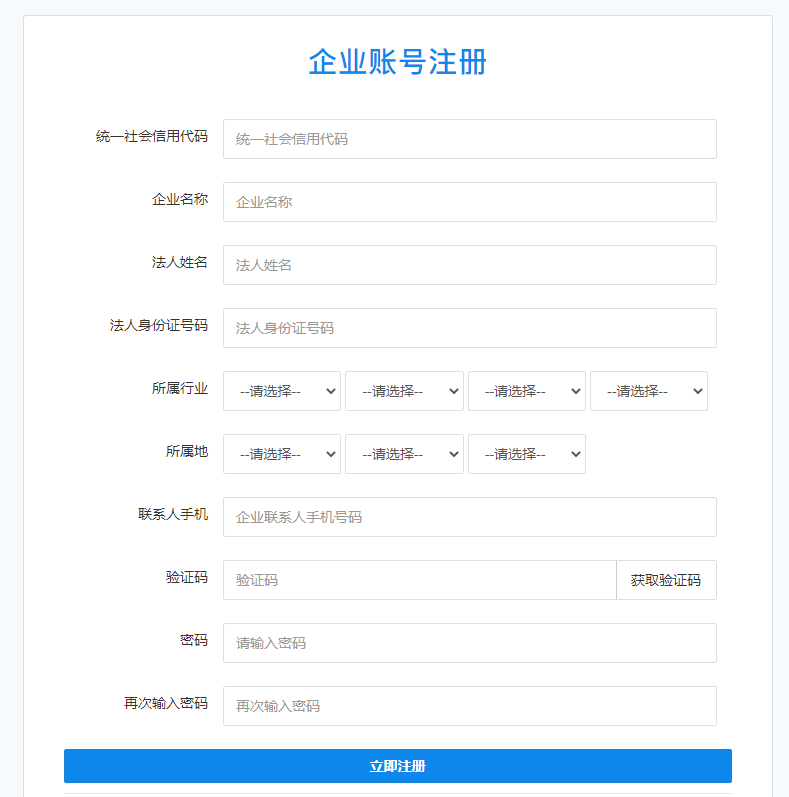 企业账号注册
统一社会信用代码 统一社会信用代码
企业名称 企业名称
法人姓名 法人姓名
法人身份证号码 法人身份证号码
所属行业 --请选择-- --请选择-- --请选择-- --请选择--
所属地 --请选择-- --请选择-- --请选择--
联系人手机 企业联系人手机号码
验证码 验证码 获取验证码
密码 请输入密码
再次输入密码 再次输入密码
立即注册